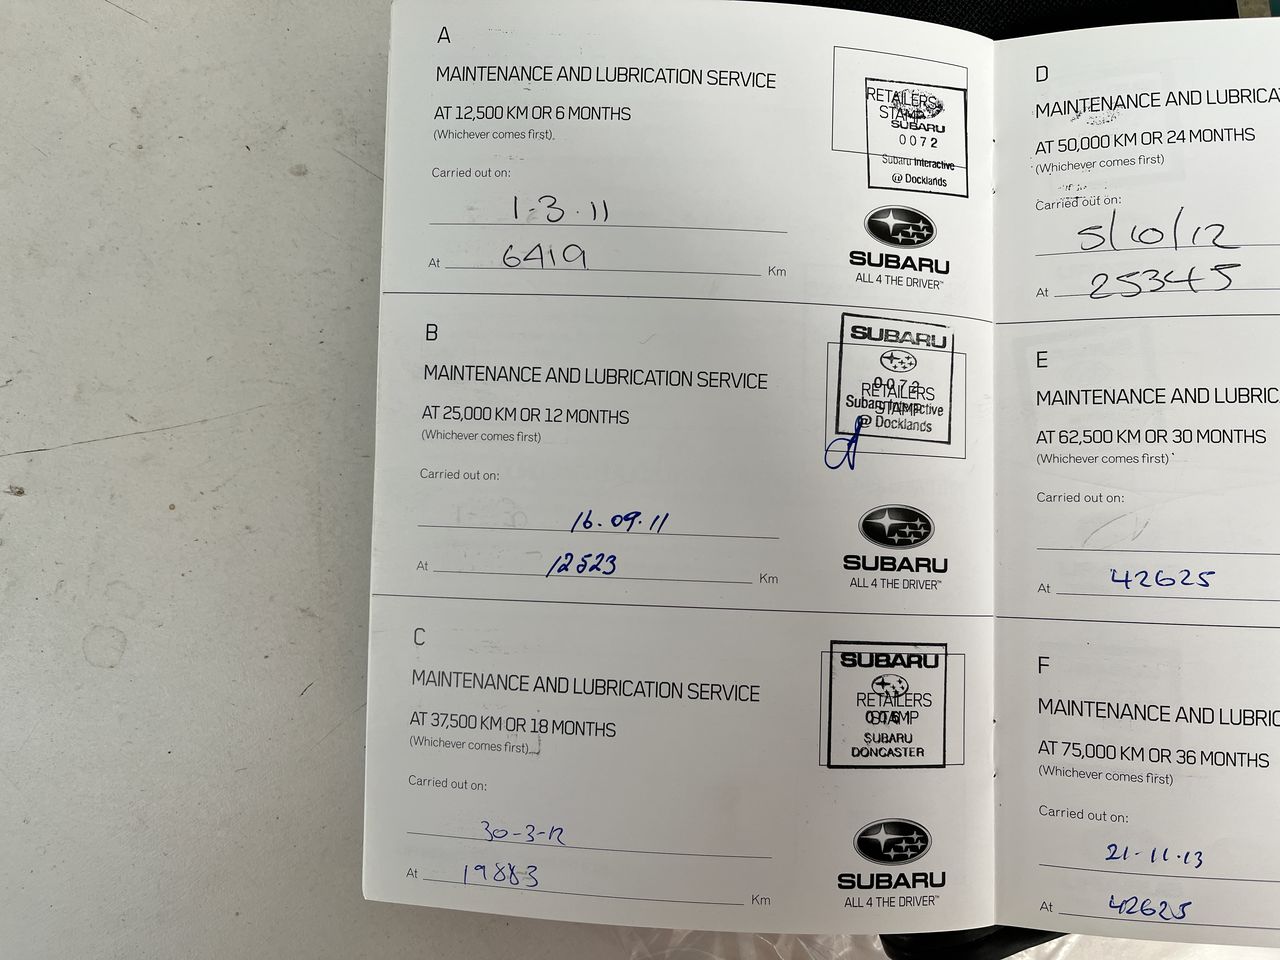 A
MAINTENANCE AND LUBRICATION SERVICE
AT 12,500 KM OR 6 MONTHS
(Whichever comes first)
Carried out on:
1-3.11
At 6419 Km
RETAILERS
STAMP
SUBARU
0072
Subaru Interactive
@ Docklands
SUBARU
ALL 4 THE DRIVER™
B
MAINTENANCE AND LUBRICATION SERVICE
AT 25,000 KM OR 12 MONTHS
(Whichever comes first)
Carried out on:
16.09.11
At 12523 Km
SUBARU
0072
RETAILERS
Subaru Interactive
STAMP
@ Docklands
SUBARU
ALL 4 THE DRIVER™
C
MAINTENANCE AND LUBRICATION SERVICE
AT 37,500 KM OR 18 MONTHS
(Whichever comes first)
Carried out on:
30-3-12
At 19883 Km
SUBARU
RETAILERS
STAMP
SUBARU
DONCASTER
SUBARU
ALL 4 THE DRIVER™
D
MAINTENANCE AND LUBRICA
AT 50,000 KM OR 24 MONTHS
(Whichever comes first)
Carried out on:
5/10/12
At 25345
E
MAINTENANCE AND LUBRIC
AT 62,500 KM OR 30 MONTHS
(Whichever comes first)
Carried out on:
At 42625
F
MAINTENANCE AND LUBRIC
AT 75,000 KM OR 36 MONTHS
(Whichever comes first)
Carried out on:
21-11.13
At 42625